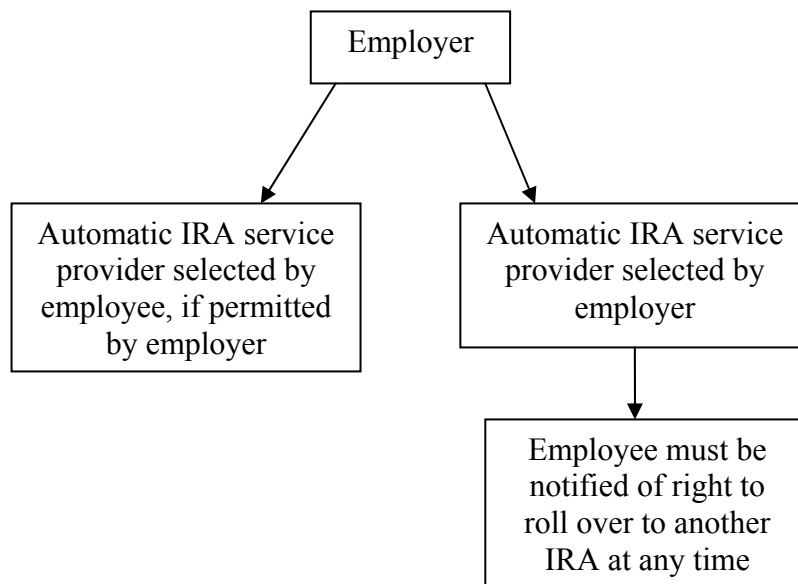 Employer
Automatic IRA service
provider selected by
employee, if permitted
by employer
Automatic IRA service
provider selected by
employer
Employee must be
notified of right to
roll over to another
IRA at any time